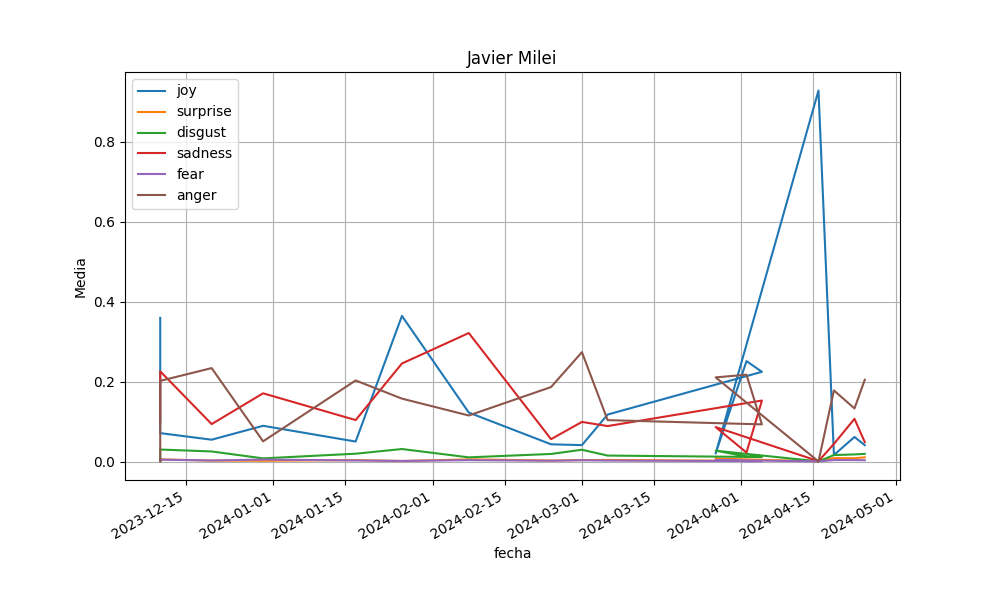 Javier Milei
joy
surprise
disgust
sadness
fear
anger
Media
0.8
0.6
0.4
0.2
0.0
2023-12-15
2024-01-01
2024-01-15
2024-02-01
2024-02-15
2024-03-01
2024-03-15
2024-04-01
2024-04-15
2024-05-01
fecha